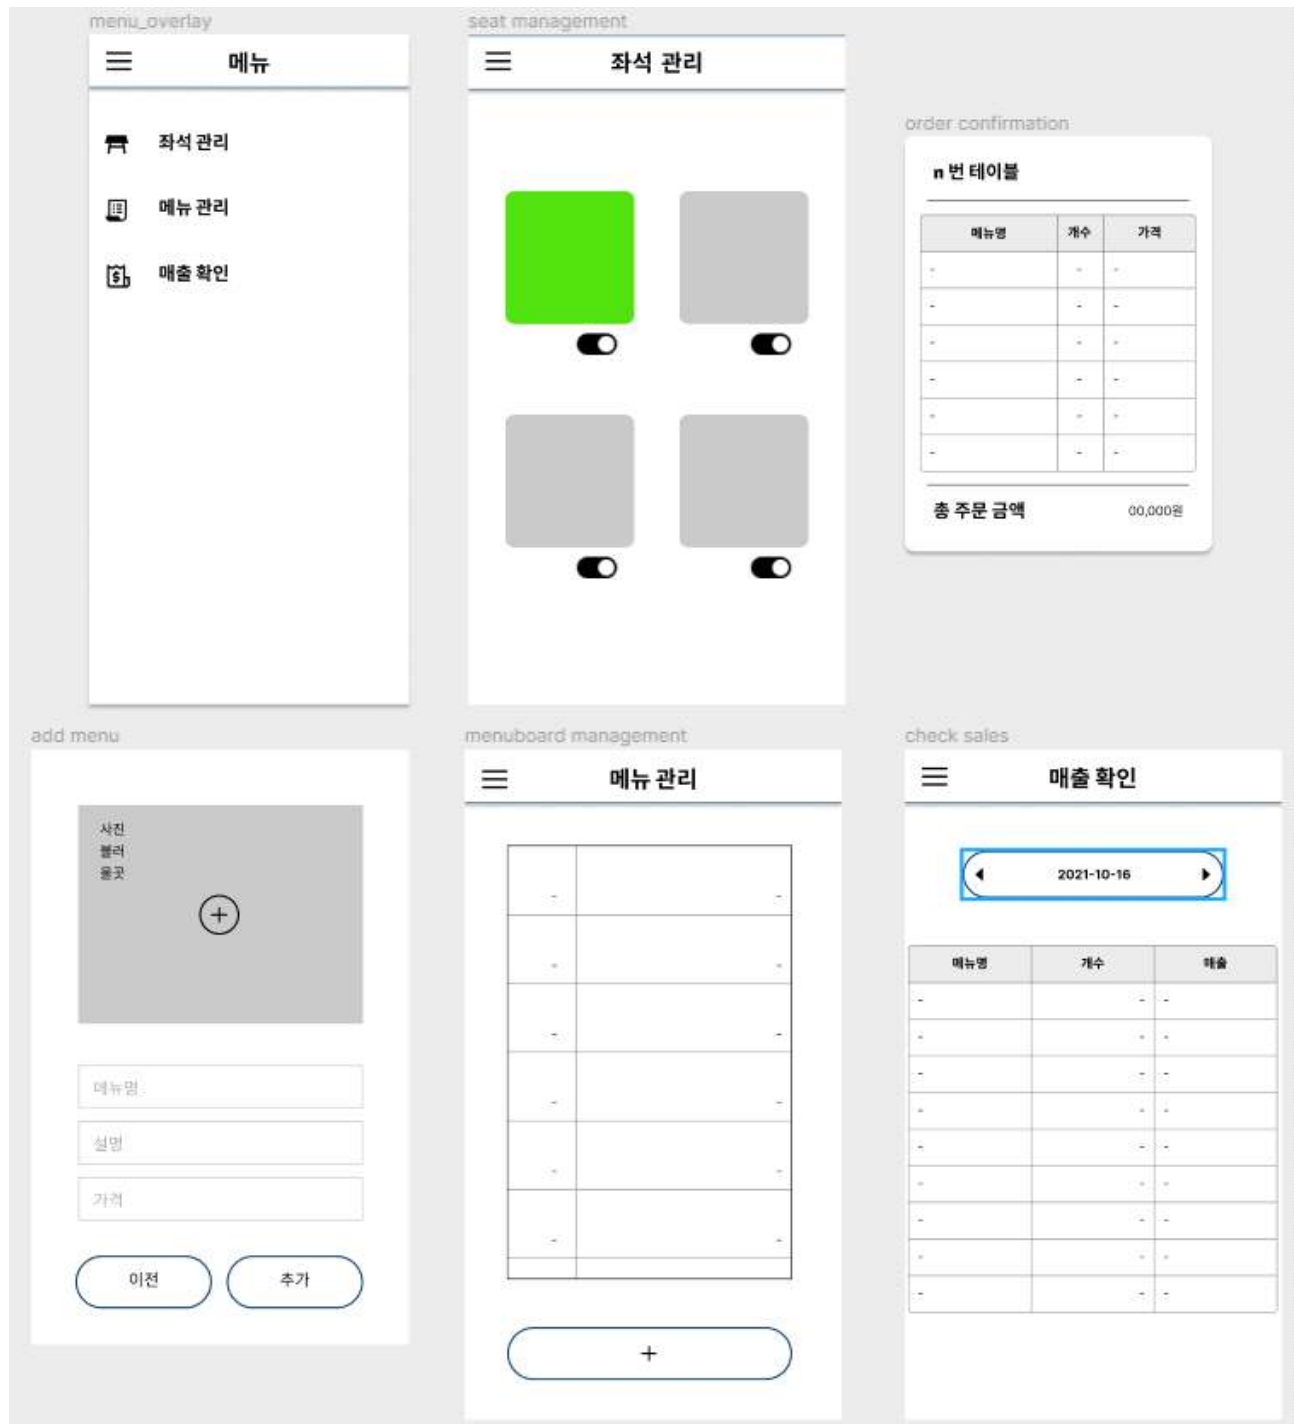 menu_overlay
메뉴
좌석 관리
메뉴 관리
매출 확인
seat management
좌석 관리
order confirmation
n 번 테이블
메뉴명 개수 가격
- - -
- - -
- - -
- - -
- - -
- - -
총 주문 금액 00,000원
add menu
사진
불러
올곳
+
메뉴명
설명
가격
이전 추가
menuboard management
메뉴 관리
- -
- -
- -
- -
- -
- -
+
check sales
매출 확인
2021-10-16
메뉴명 개수 매출
- - -
- - -
- - -
- - -
- - -
- - -
- - -
- - -
- - -